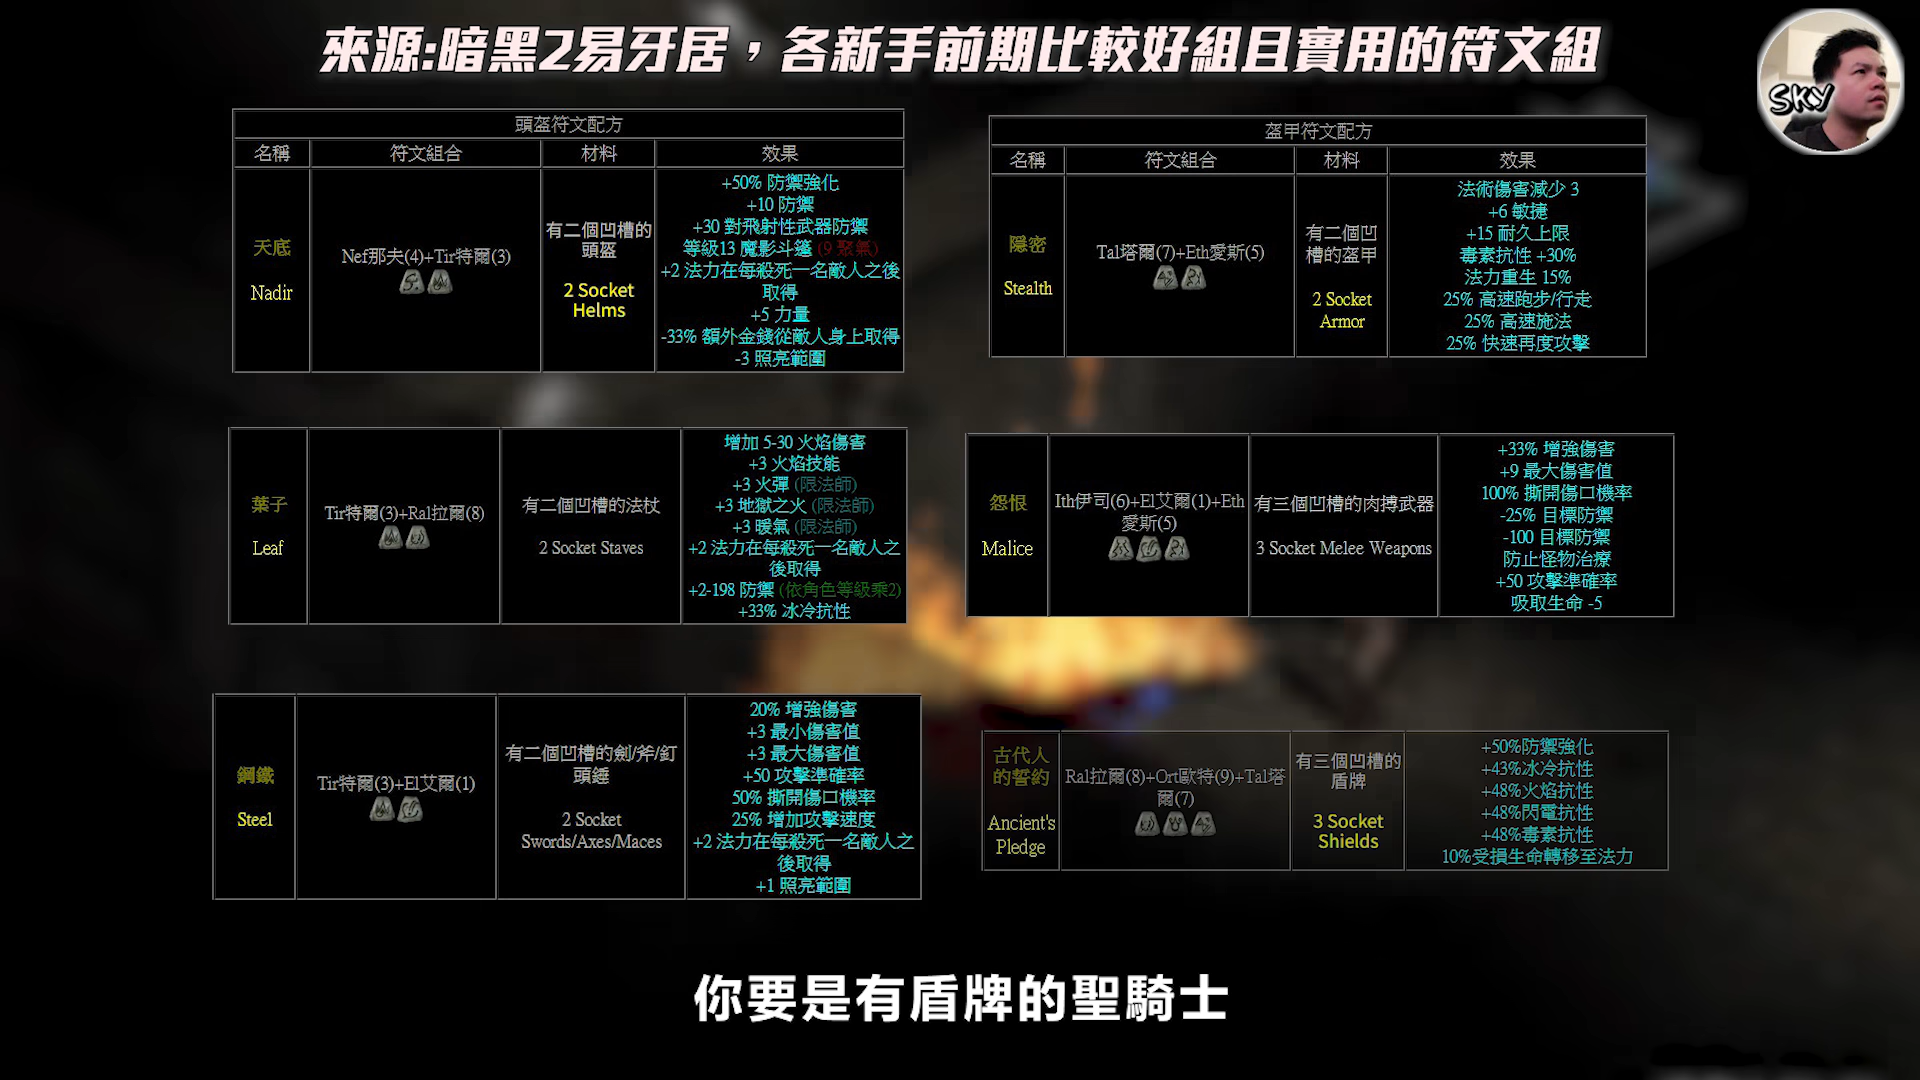 來源:暗黑2易牙居，各新手前期比較好組且實用的符文組
SKY
頭盔符文配方
名稱
符文組合
材料
效果
天底
Nadir
Nef那夫(4)+Tir特爾(3)
有二個凹槽的
頭盔
2 Socket
Helms
+50% 防禦強化
+10 防禦
+30 對飛射性武器防禦
等級13 魔影斗篷 (9 聚氣)
+2 法力在每殺死一名敵人之後
取得
+5 力量
-33% 額外金錢從敵人身上取得
-3 照亮範圍
盔甲符文配方
名稱
符文組合
材料
效果
隱密
Stealth
Tal塔爾(7)+Eth愛斯(5)
有二個凹
槽的盔甲
2 Socket
Armor
法術傷害減少 3
+6 敏捷
+15 耐久上限
毒素抗性 +30%
法力重生 15%
25% 高速跑步/行走
25% 高速施法
25% 快速再度攻擊
葉子
Leaf
Tir特爾(3)+Ral拉爾(8)
有二個凹槽的法杖
2 Socket Staves
增加 5-30 火焰傷害
+3 火焰技能
+3 火彈 (限法師)
+3 地獄之火 (限法師)
+3 暖氣 (限法師)
+2 法力在每殺死一名敵人之
後取得
+2-198 防禦 (依角色等級乘2)
+33% 冰冷抗性
怨恨
Malice
Ith伊司(6)+El艾爾(1)+Eth
愛斯(5)
有三個凹槽的肉搏武器
3 Socket Melee Weapons
+33% 增強傷害
+9 最大傷害值
100% 撕開傷口機率
-25% 目標防禦
-100 目標防禦
防止怪物治療
+50 攻擊準確率
吸取生命 -5
鋼鐵
Steel
Tir特爾(3)+El艾爾(1)
有二個凹槽的劍/斧/釘
頭錘
2 Socket
Swords/Axes/Maces
20% 增強傷害
+3 最小傷害值
+3 最大傷害值
+50 攻擊準確率
50% 撕開傷口機率
25% 增加攻擊速度
+2 法力在每殺死一名敵人之
後取得
+1 照亮範圍
古代人
的誓約
Ancient's
Pledge
Ral拉爾(8)+Ort歐特(9)+Tal塔
爾(7)
有三個凹槽的
盾牌
3 Socket
Shields
+50%防禦強化
+43%冰冷抗性
+48%火焰抗性
+48%閃電抗性
+48%毒素抗性
10%受損生命轉移至法力
你要是有盾牌的聖騎士